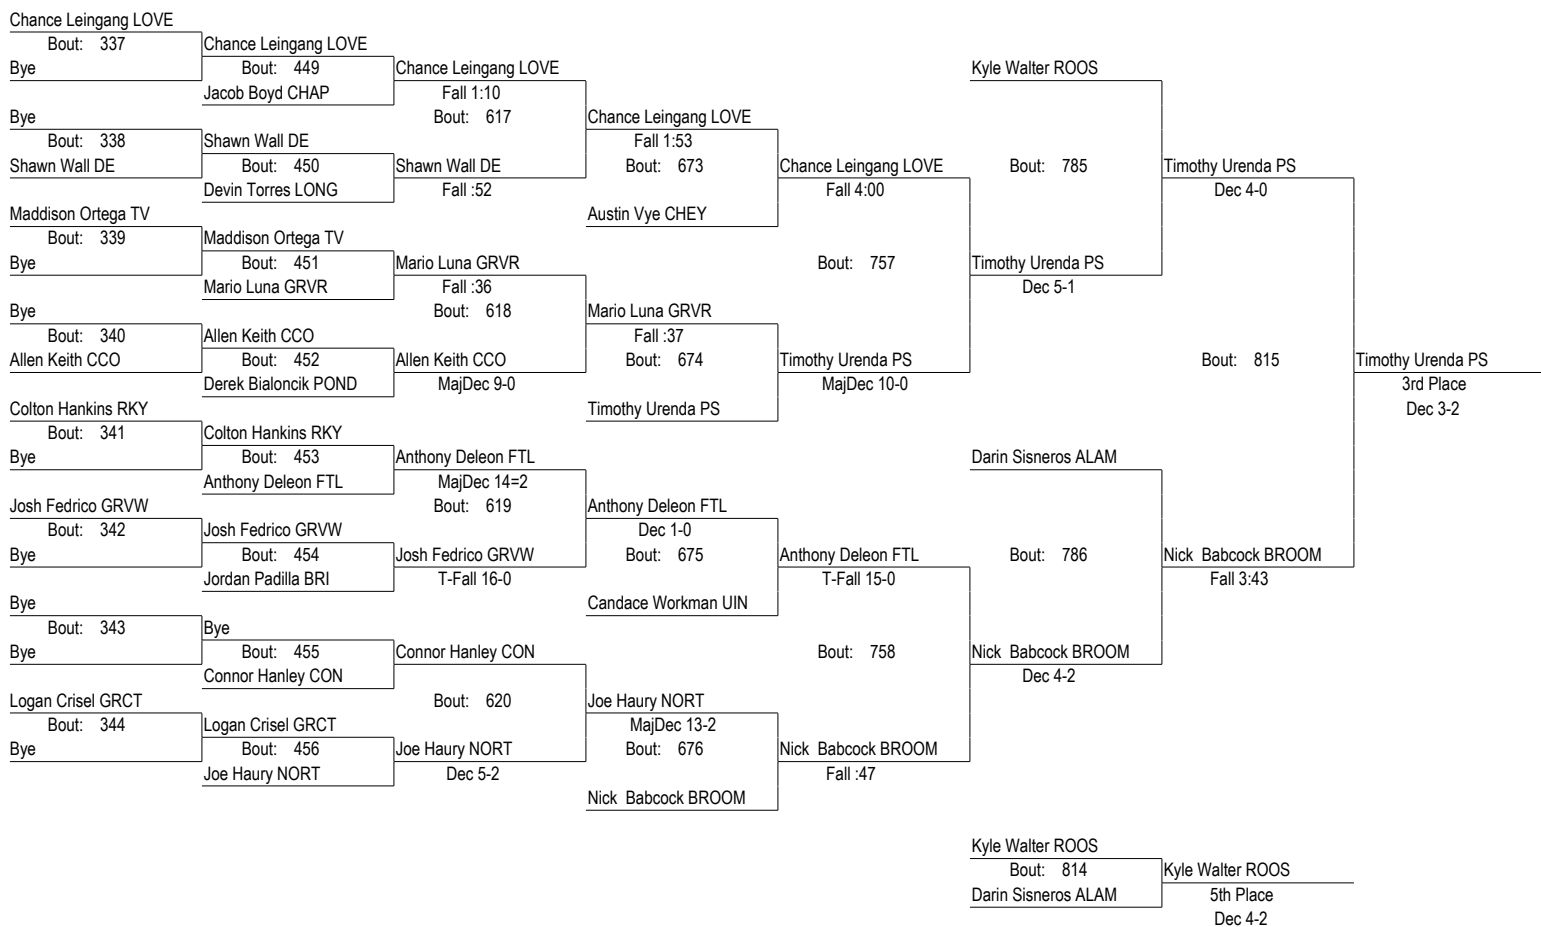 Chance Leingang LOVE
Bout: 337
Bye
Bye
Bout: 338
Shawn Wall DE
Maddison Ortega TV
Bout: 339
Bye
Bye
Bout: 340
Allen Keith CCO
Colton Hankins RKY
Bout: 341
Bye
Josh Fedrico GRVW
Bout: 342
Bye
Bye
Bout: 343
Bye
Logan Crisel GRCT
Bout: 344
Bye
Chance Leingang LOVE
Bout: 449
Jacob Boyd CHAP
Shawn Wall DE
Bout: 450
Devin Torres LONG
Maddison Ortega TV
Bout: 451
Mario Luna GRVR
Allen Keith CCO
Bout: 452
Derek Bialoncik POND
Colton Hankins RKY
Bout: 453
Anthony Deleon FTL
Josh Fedrico GRVW
Bout: 454
Jordan Padilla BRI
Bye
Bout: 455
Connor Hanley CON
Logan Crisel GRCT
Bout: 456
Joe Haury NORT
Chance Leingang LOVE
Fall 1:10
Bout: 617
Shawn Wall DE
Fall :52
Mario Luna GRVR
Fall :36
Bout: 618
Allen Keith CCO
MajDec 9-0
Anthony Deleon FTL
MajDec 14=2
Bout: 619
Josh Fedrico GRVW
T-Fall 16-0
Connor Hanley CON
Bout: 620
Joe Haury NORT
Dec 5-2
Chance Leingang LOVE
Fall 1:53
Bout: 673
Austin Vye CHEY
Mario Luna GRVR
Fall :37
Bout: 674
Timothy Urenda PS
Anthony Deleon FTL
Dec 1-0
Bout: 675
Candace Workman UIN
Joe Haury NORT
MajDec 13-2
Bout: 676
Nick Babcock BROOM
Chance Leingang LOVE
Fall 4:00
Bout: 757
Timothy Urenda PS
MajDec 10-0
Anthony Deleon FTL
T-Fall 15-0
Bout: 758
Nick Babcock BROOM
Fall :47
Kyle Walter ROOS
Bout: 785
Timothy Urenda PS
Dec 5-1
Darin Sisneros ALAM
Bout: 786
Nick Babcock BROOM
Dec 4-2
Timothy Urenda PS
Dec 4-0
Bout: 815
Nick Babcock BROOM
Fall 3:43
Timothy Urenda PS
3rd Place
Dec 3-2
Kyle Walter ROOS
Bout: 814
Darin Sisneros ALAM
Kyle Walter ROOS
5th Place
Dec 4-2